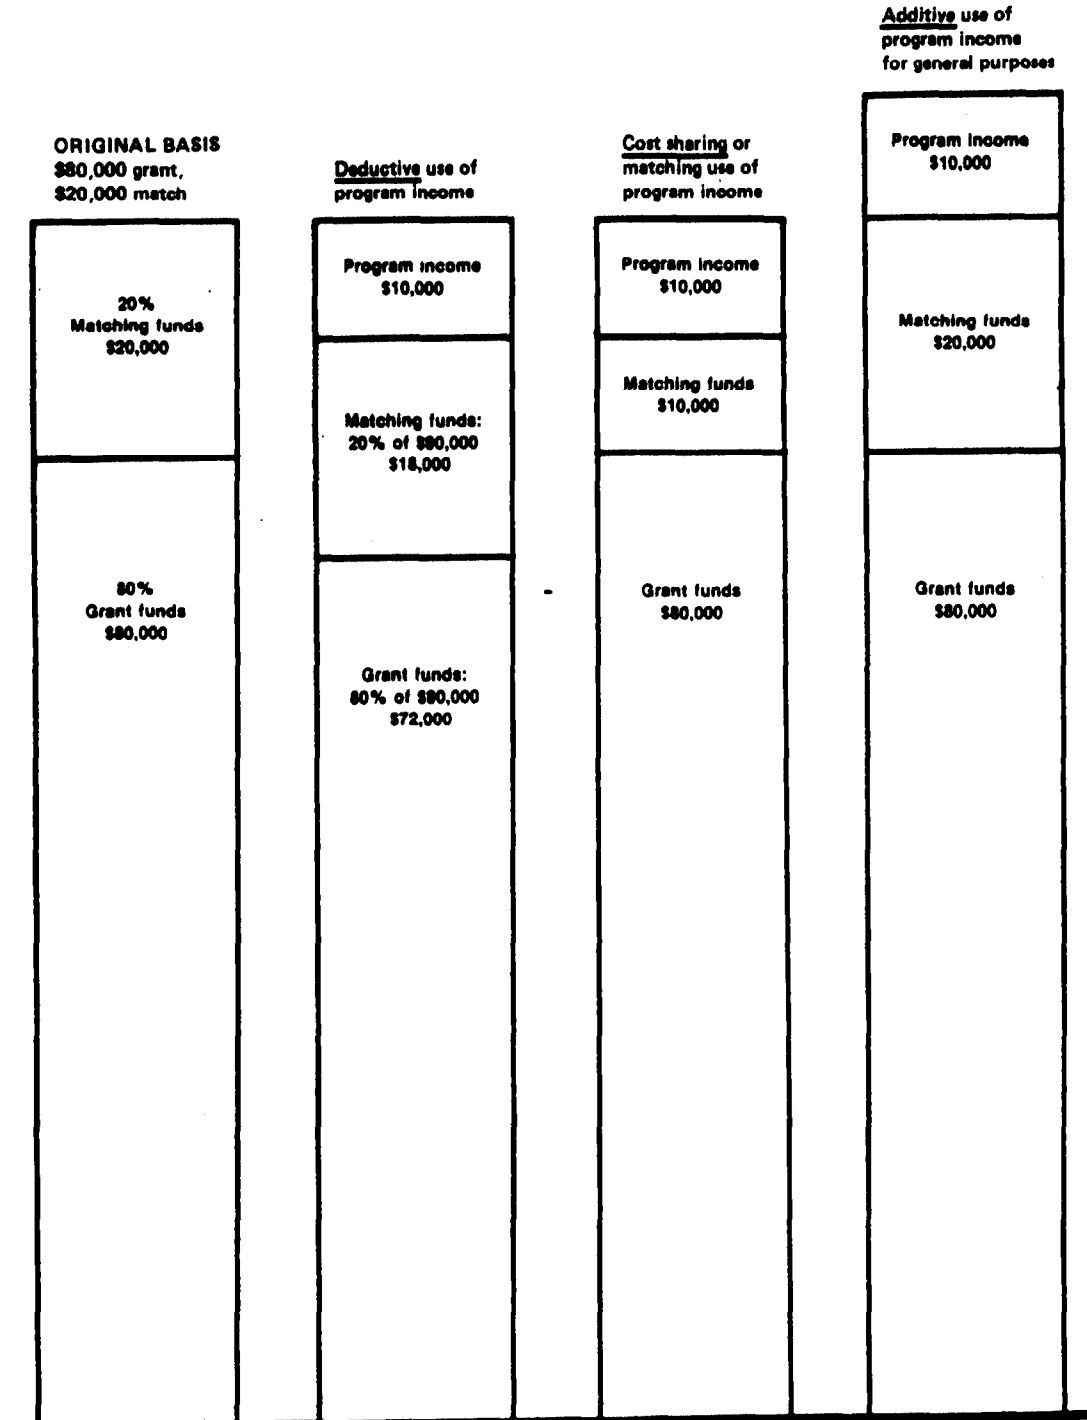 ORIGINAL BASIS
$80,000 grant,
$20,000 match
20%
Matching funds
$20,000
80%
Grant funds
$80,000
Deductive use of
program income
Program income
$10,000
Matching funds:
20% of $90,000
$18,000
Grant funds:
80% of $90,000
$72,000
Cost sharing or
matching use of
program income
Program income
$10,000
Matching funds
$10,000
Grant funds
$80,000
Additive use of
program income
for general purposes
Program income
$10,000
Matching funds
$20,000
Grant funds
$80,000